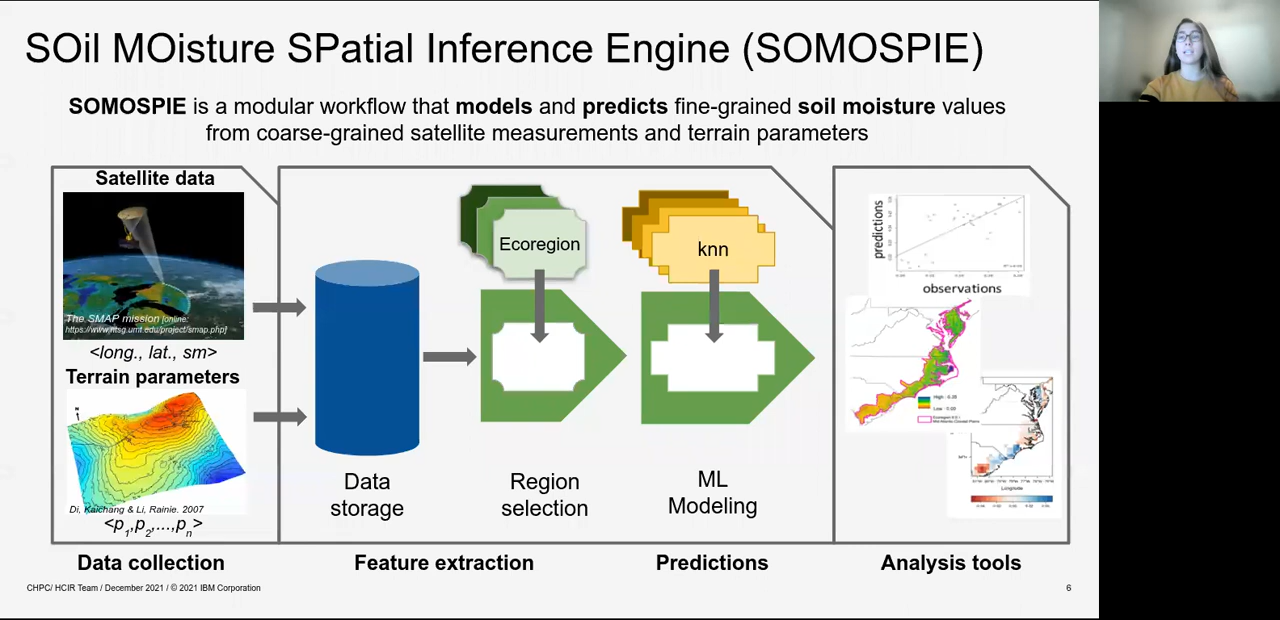 SOil MOisture SPatial Inference Engine (SOMOSPIE)
SOMOSPIE is a modular workflow that models and predicts fine-grained soil moisture values
from coarse-grained satellite measurements and terrain parameters
Satellite data
The SMAP mission [online:
https://www.ntsg.umt.edu/project/smap.php]
<long., lat., sm>
Terrain parameters
N
Di, Kaichang & Li, Rainie. 2007
<p1,p2,...,pn>
Data collection
Data
storage
Ecoregion
Region
selection
Feature extraction
knn
ML
Modeling
Predictions
predictions
observations
High - 0.35
Longitude
Analysis tools
CHPC/ HCIR Team / December 2021 / © 2021 IBM Corporation
6